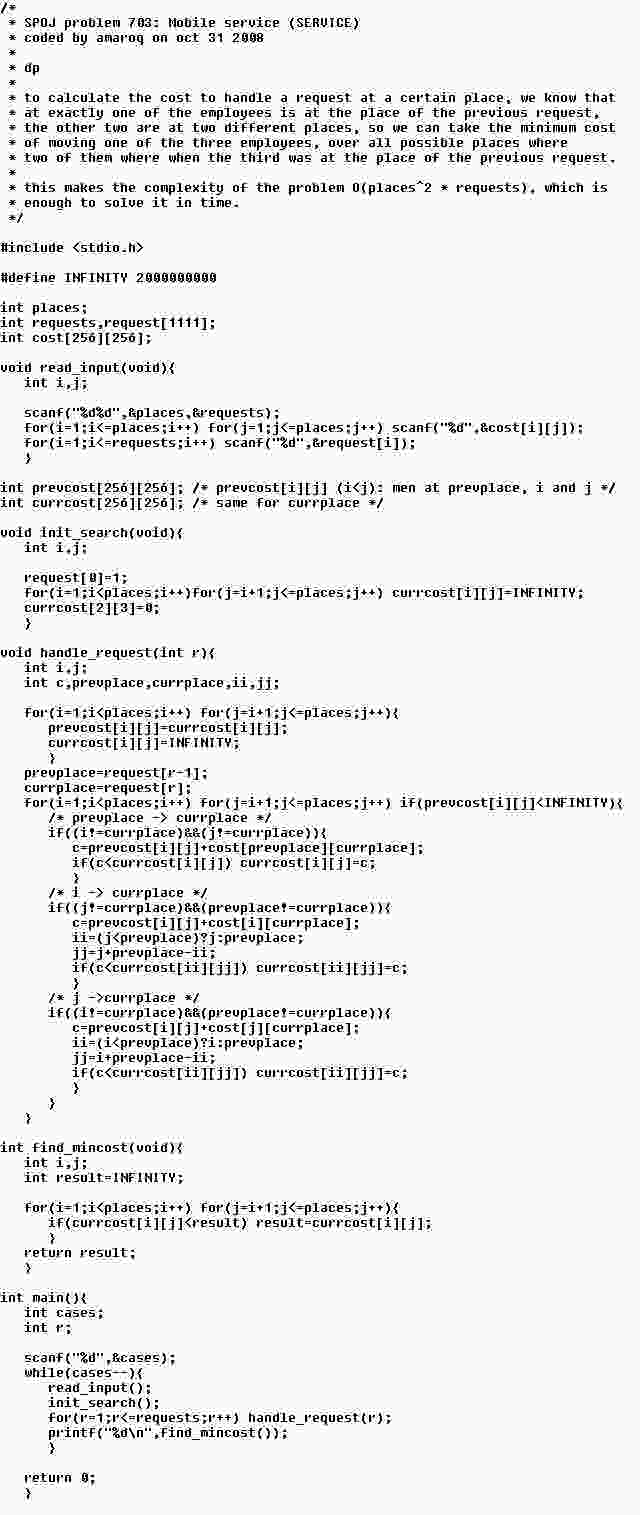 /*
 * SPOJ problem 703: Mobile service (SERVICE)
 * coded by amaroq on oct 31 2008
 *
 * dp
 *
 * to calculate the cost to handle a request at a certain place, we know that
 * at exactly one of the employees is at the place of the previous request,
 * the other two are at two different places, so we can take the minimum cost
 * of moving one of the three employees, over all possible places where
 * two of them where when the third was at the place of the previous request.
 *
 * this makes the complexity of the problem O(places^2 * requests), which is
 * enough to solve it in time.
 */

#include <stdio.h>

#define INFINITY 2000000000

int places;
int requests,request[1111];
int cost[256][256];

void read_input(void){
   int i,j;

   scanf("%d%d",&places,&requests);
   for(i=1;i<=places;i++) for(j=1;j<=places;j++) scanf("%d",&cost[i][j]);
   for(i=1;i<=requests;i++) scanf("%d",&request[i]);
   }

int prevcost[256][256]; /* prevcost[i][j] (i<j): men at prevplace, i and j */
int currcost[256][256]; /* same for currplace */

void init_search(void){
   int i,j;

   request[0]=1;
   for(i=1;i<places;i++)for(j=i+1;j<=places;j++) currcost[i][j]=INFINITY;
   currcost[2][3]=0;
   }

void handle_request(int r){
   int i,j;
   int c,prevplace,currplace,ii,jj;

   for(i=1;i<places;i++) for(j=i+1;j<=places;j++){
      prevcost[i][j]=currcost[i][j];
      currcost[i][j]=INFINITY;
      }
   prevplace=request[r-1];
   currplace=request[r];
   for(i=1;i<places;i++) for(j=i+1;j<=places;j++) if(prevcost[i][j]<INFINITY){
      /* prevplace -> currplace */
      if((i!=currplace)&&(j!=currplace)){
         c=prevcost[i][j]+cost[prevplace][currplace];
         if(c<currcost[i][j]) currcost[i][j]=c;
         }
      /* i -> currplace */
      if((j!=currplace)&&(prevplace!=currplace)){
         c=prevcost[i][j]+cost[i][currplace];
         ii=(j<prevplace)?j:prevplace;
         jj=j+prevplace-ii;
         if(c<currcost[ii][jj]) currcost[ii][jj]=c;
         }
      /* j ->currplace */
      if((i!=currplace)&&(prevplace!=currplace)){
         c=prevcost[i][j]+cost[j][currplace];
         ii=(i<prevplace)?i:prevplace;
         jj=i+prevplace-ii;
         if(c<currcost[ii][jj]) currcost[ii][jj]=c;
         }
      }
   }

int find_mincost(void){
   int i,j;
   int result=INFINITY;

   for(i=1;i<places;i++) for(j=i+1;j<=places;j++){
      if(currcost[i][j]<result) result=currcost[i][j];
      }
   return result;
   }

int main(){
   int cases;
   int r;

   scanf("%d",&cases);
   while(cases--){
      read_input();
      init_search();
      for(r=1;r<=requests;r++) handle_request(r);
      printf("%d\n",find_mincost());
      }

   return 0;
   }